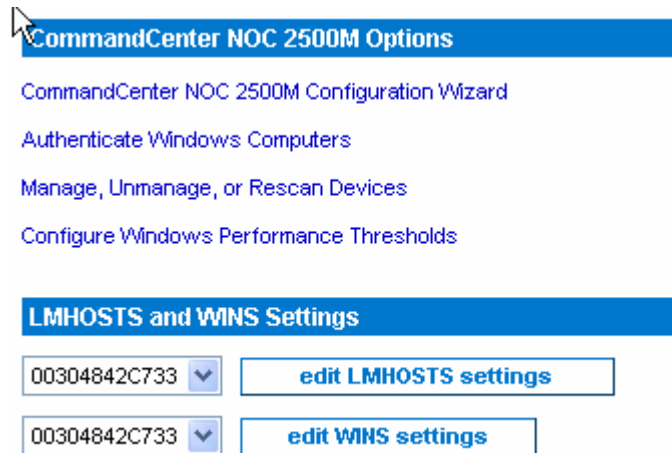 CommandCenter NOC 2500M Options
CommandCenter NOC 2500M Configuration Wizard
Authenticate Windows Computers
Manage, Unmanage, or Rescan Devices
Configure Windows Performance Thresholds
LMHOSTS and WINS Settings
00304842C733 edit LMHOSTS settings
00304842C733 edit WINS settings